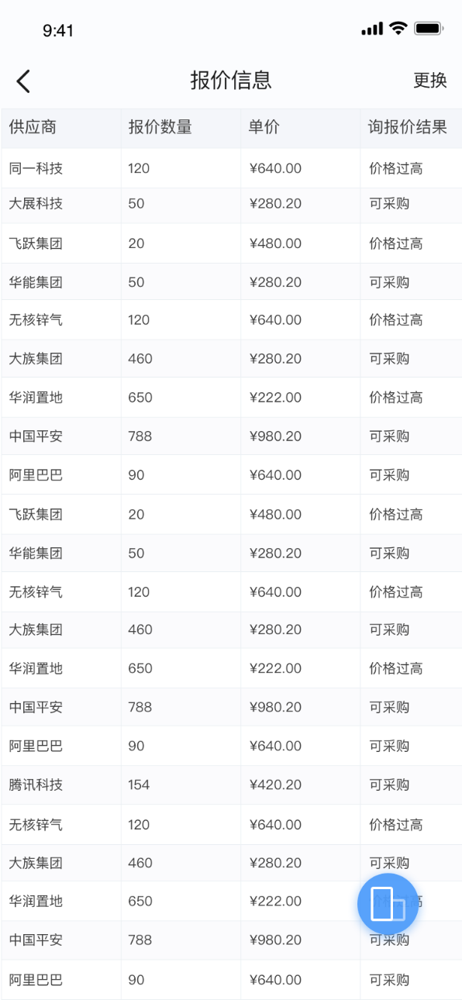 9:41
报价信息 更换
供应商 报价数量 单价 询报价结果
同一科技 120 ¥640.00 价格过高
大展科技 50 ¥280.20 可采购
飞跃集团 20 ¥480.00 价格过高
华能集团 50 ¥280.20 可采购
无核锌气 120 ¥640.00 价格过高
大族集团 460 ¥280.20 可采购
华润置地 650 ¥222.00 价格过高
中国平安 788 ¥980.20 可采购
阿里巴巴 90 ¥640.00 可采购
飞跃集团 20 ¥480.00 价格过高
华能集团 50 ¥280.20 可采购
无核锌气 120 ¥640.00 价格过高
大族集团 460 ¥280.20 可采购
华润置地 650 ¥222.00 价格过高
中国平安 788 ¥980.20 可采购
阿里巴巴 90 ¥640.00 可采购
腾讯科技 154 ¥420.20 可采购
无核锌气 120 ¥640.00 价格过高
大族集团 460 ¥280.20 可采购
华润置地 650 ¥222.00 价格过高
中国平安 788 ¥980.20 可采购
阿里巴巴 90 ¥640.00 可采购